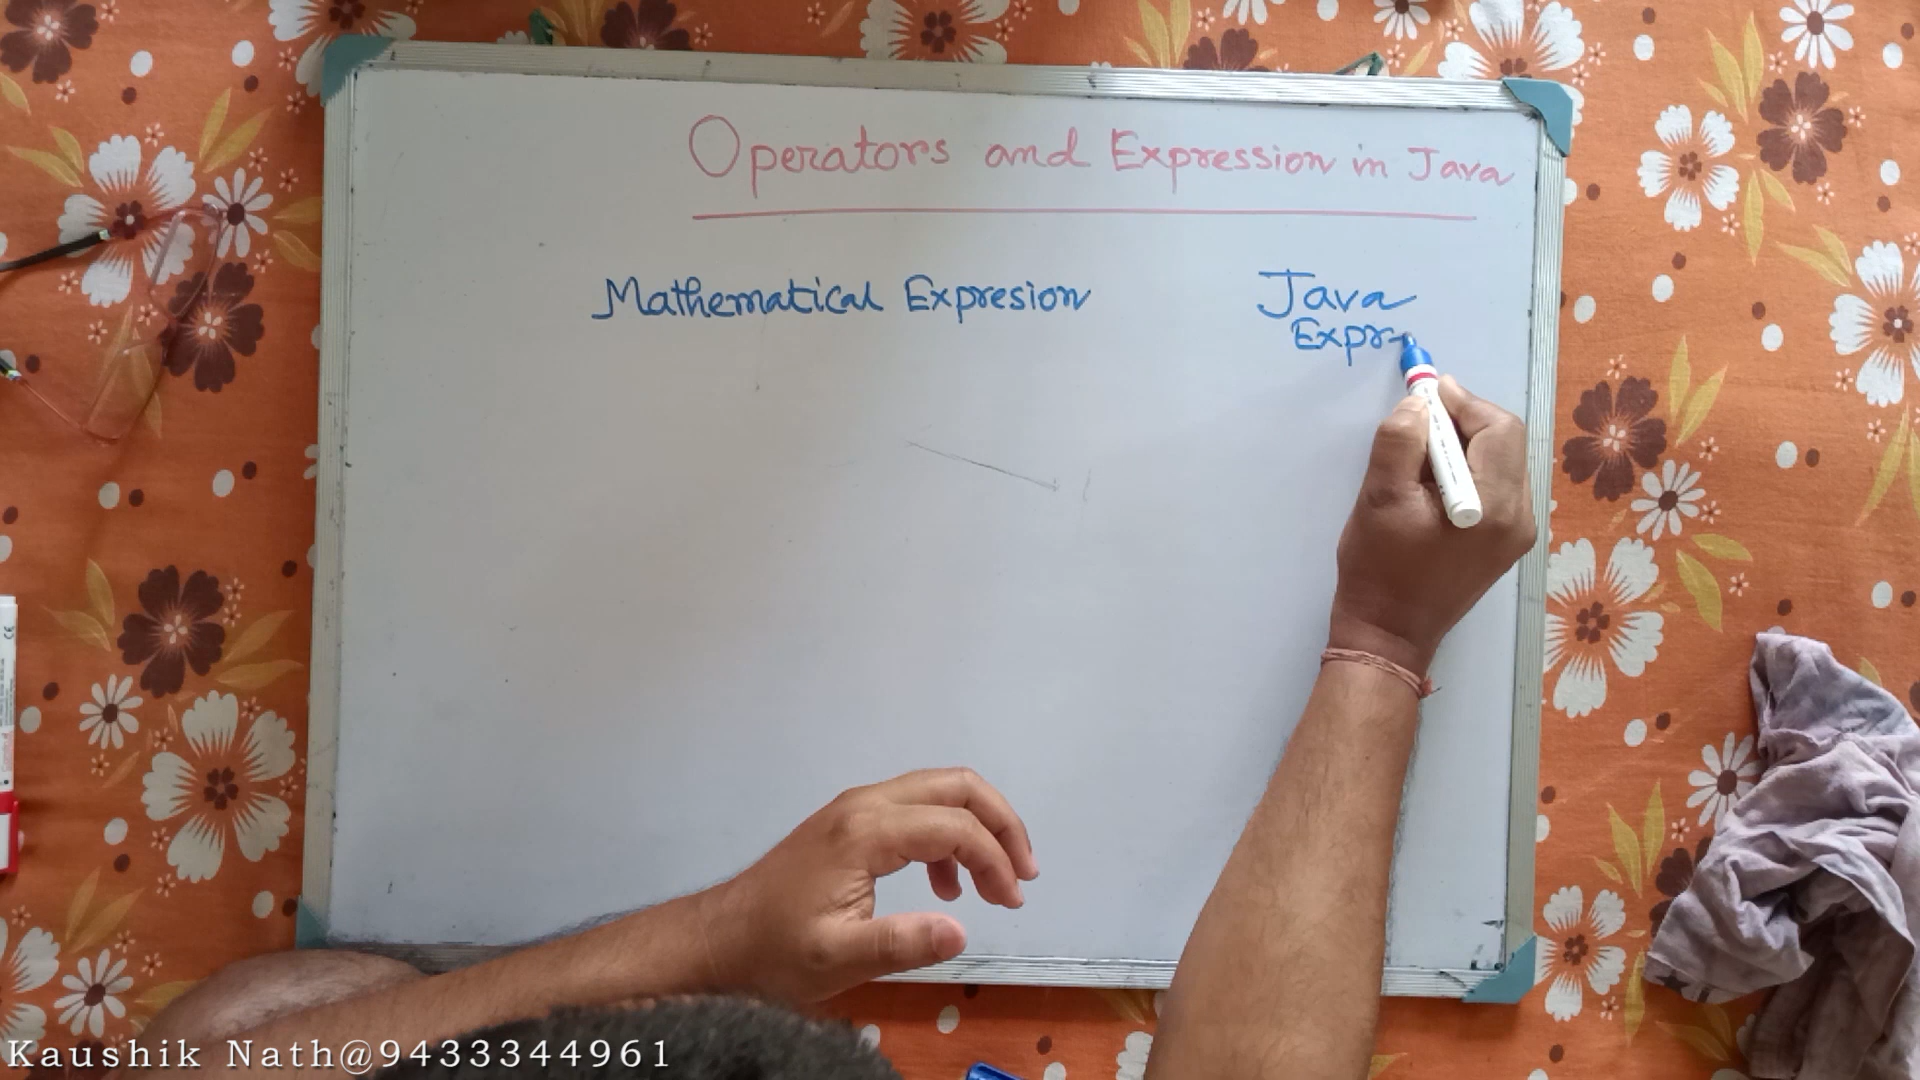 Operators and Expression in Java
Mathematical Expresion
Java
Expr
Kaushik Nath@9433344961